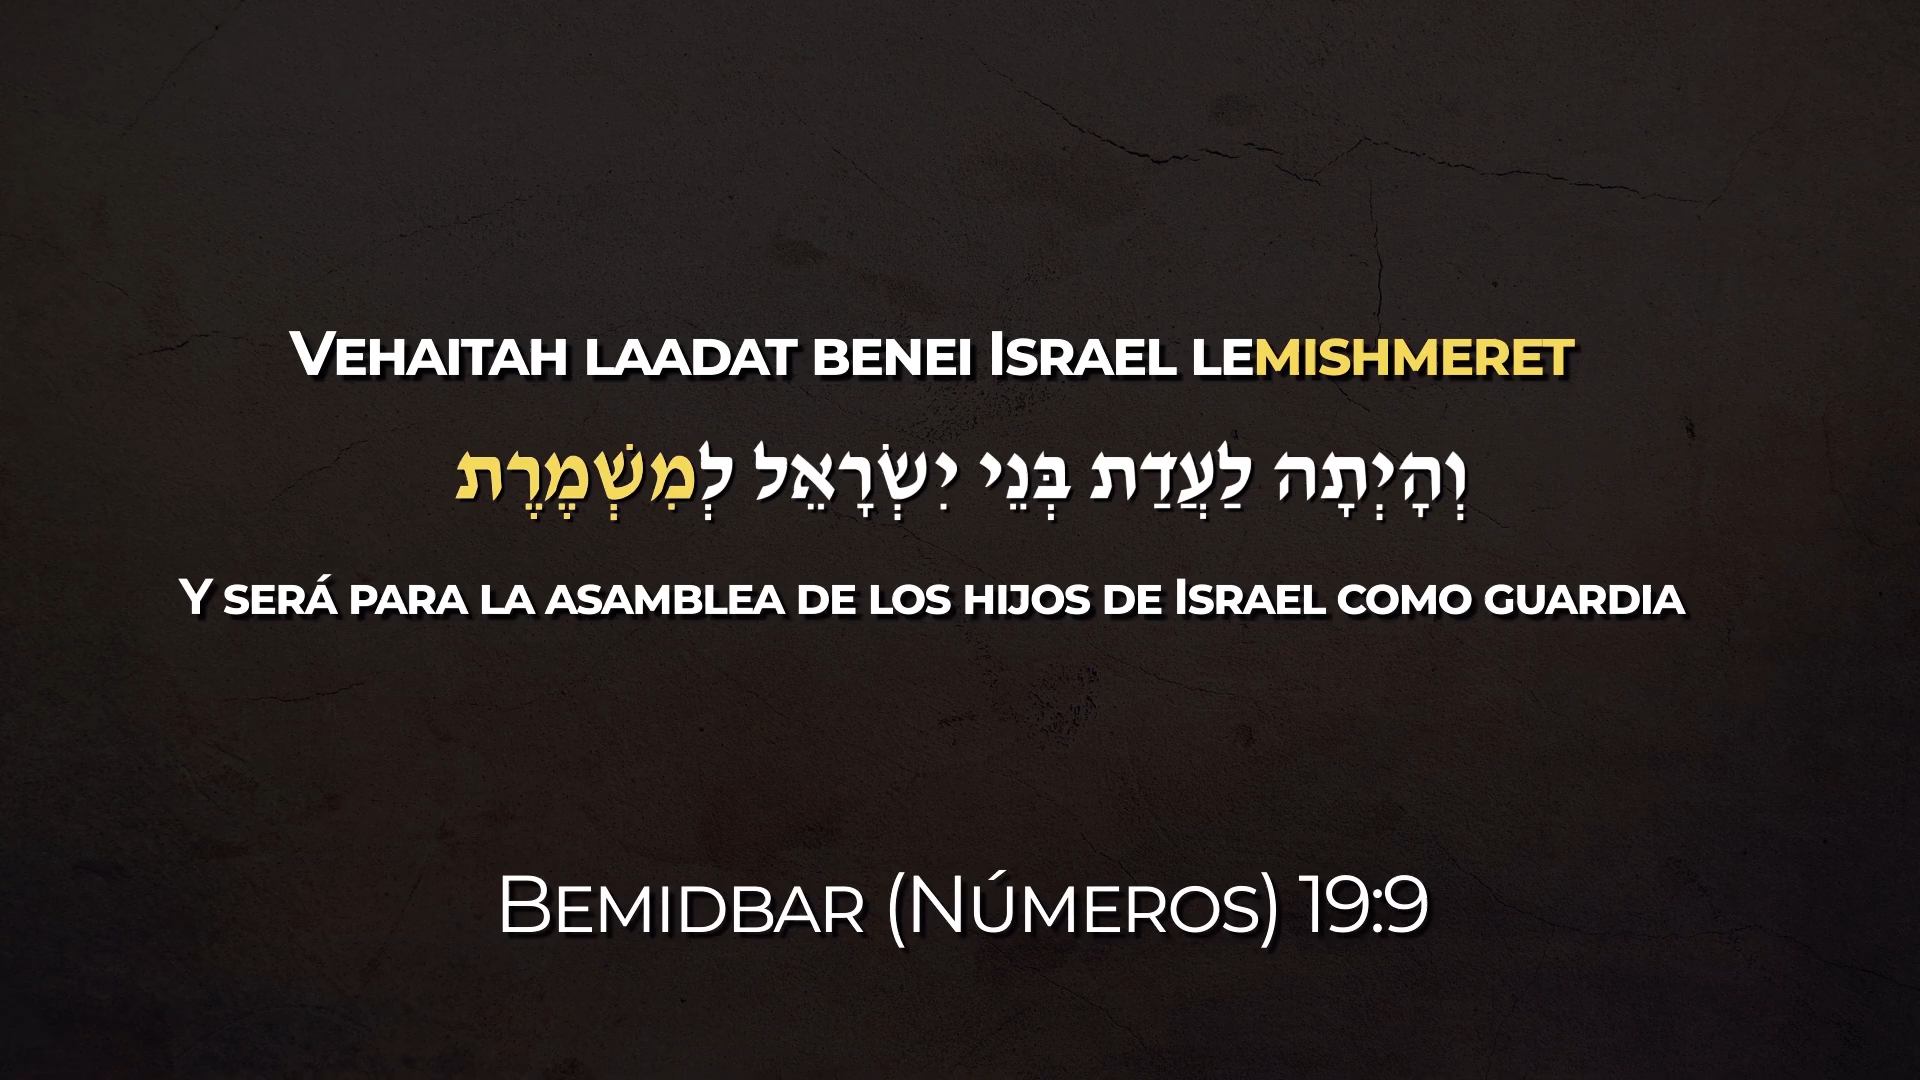 Vehaitah laadat benei Israel lemishmeret
וְהָיְתָה לַעֲדַת בְּנֵי יִשְׂרָאֵל לְמִשְׁמֶרֶת
Y será para la asamblea de los hijos de Israel como guardia
Bemidbar (Números) 19:9